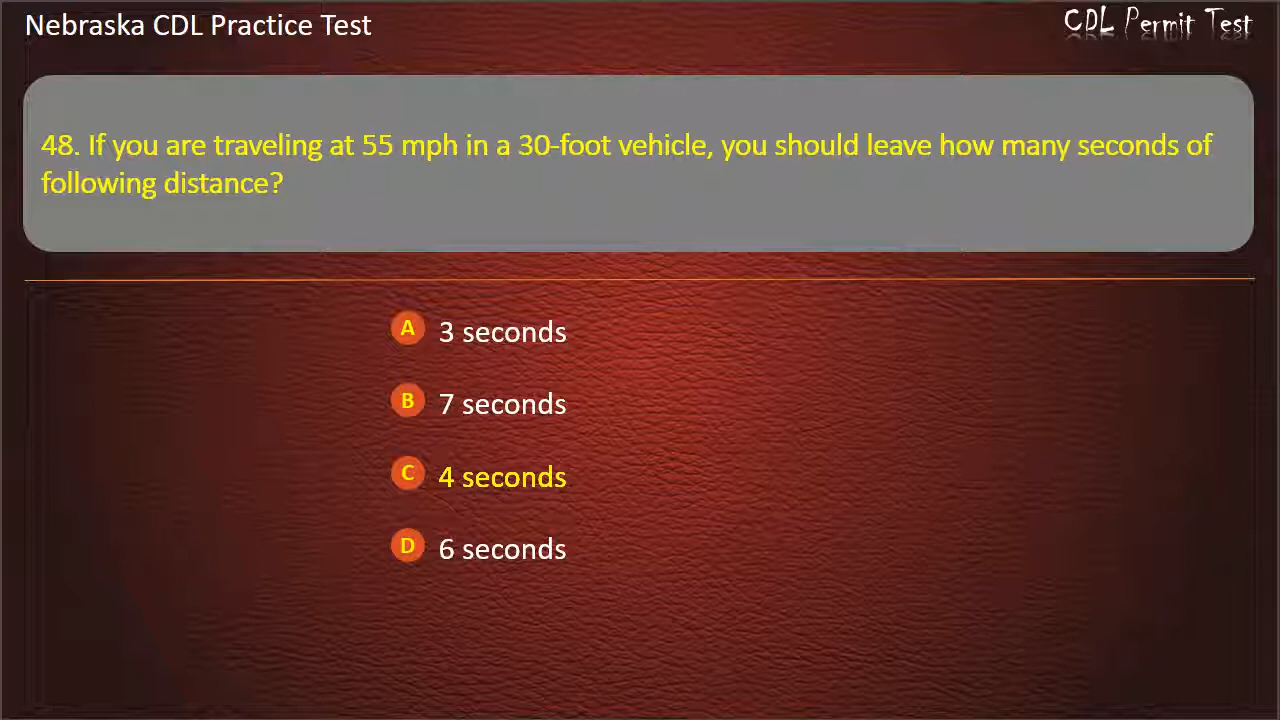 Nebraska CDL Practice Test
CDL Permit Test
48. If you are traveling at 55 mph in a 30-foot vehicle, you should leave how many seconds of
following distance?
A 3 seconds
B 7 seconds
C 4 seconds
D 6 seconds